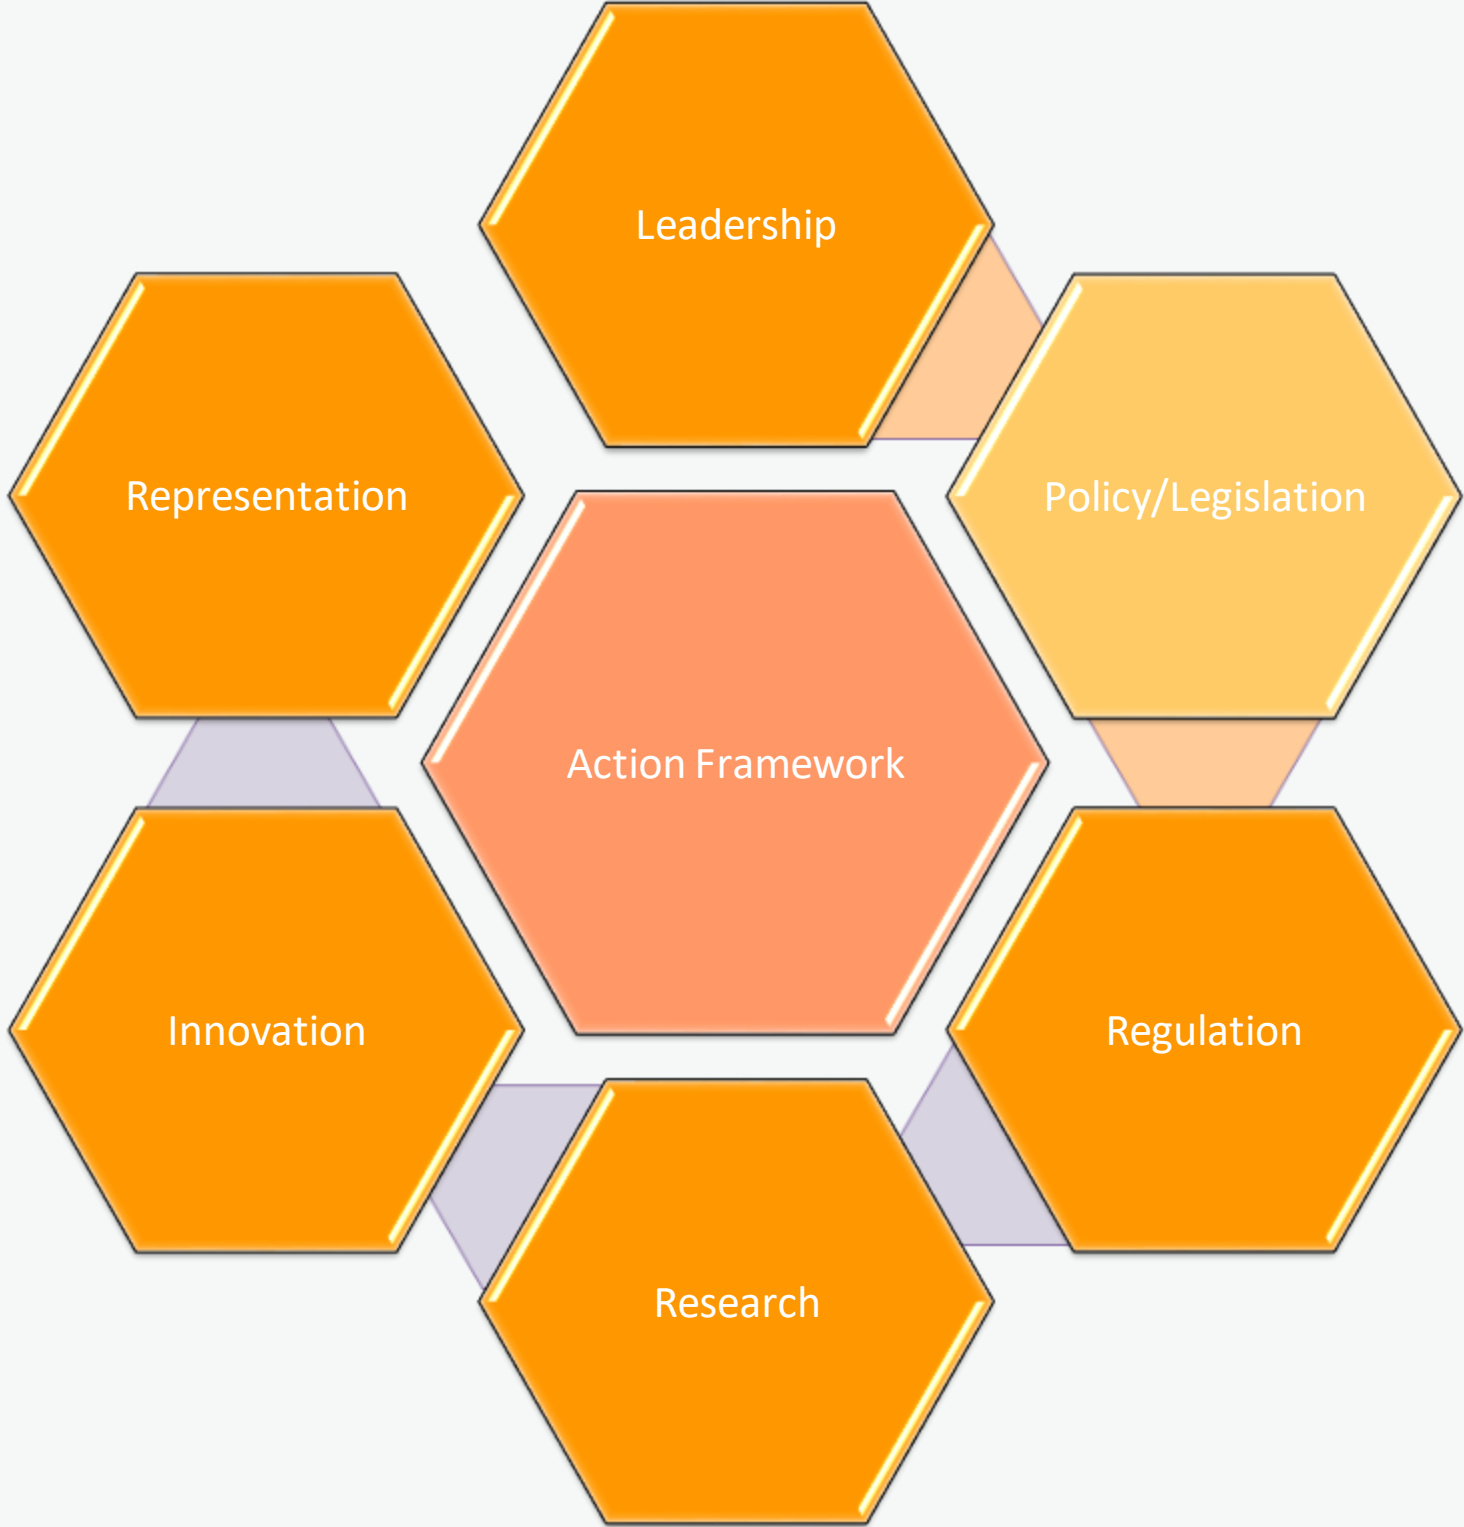 Leadership
Representation
Policy/Legislation
Action Framework
Innovation
Regulation
Research